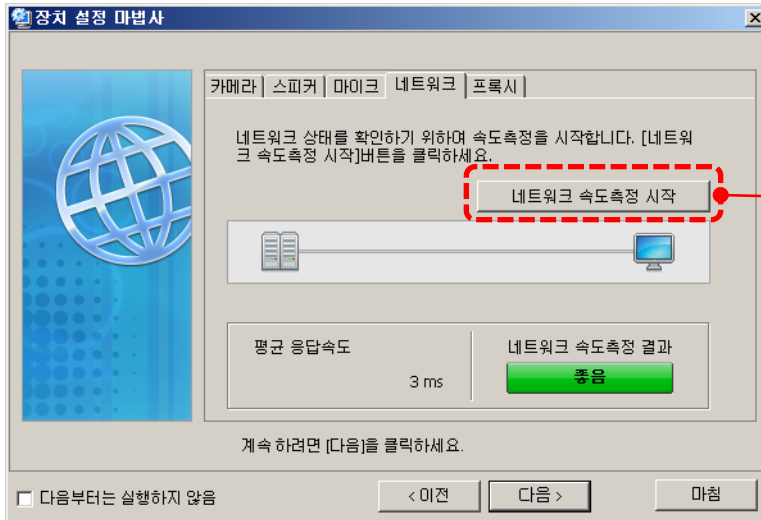 장치 설정 마법사
카메라 스피커 마이크 네트워크 프록시
네트워크 상태를 확인하기 위하여 속도측정을 시작합니다. [네트워
크 속도측정 시작]버튼을 클릭하세요.
네트워크 속도측정 시작
평균 응답속도
3 ms
네트워크 속도측정 결과
좋음
계속 하려면 [다음]을 클릭하세요.
다음부터는 실행하지 않음
< 이전 다음 > 마침